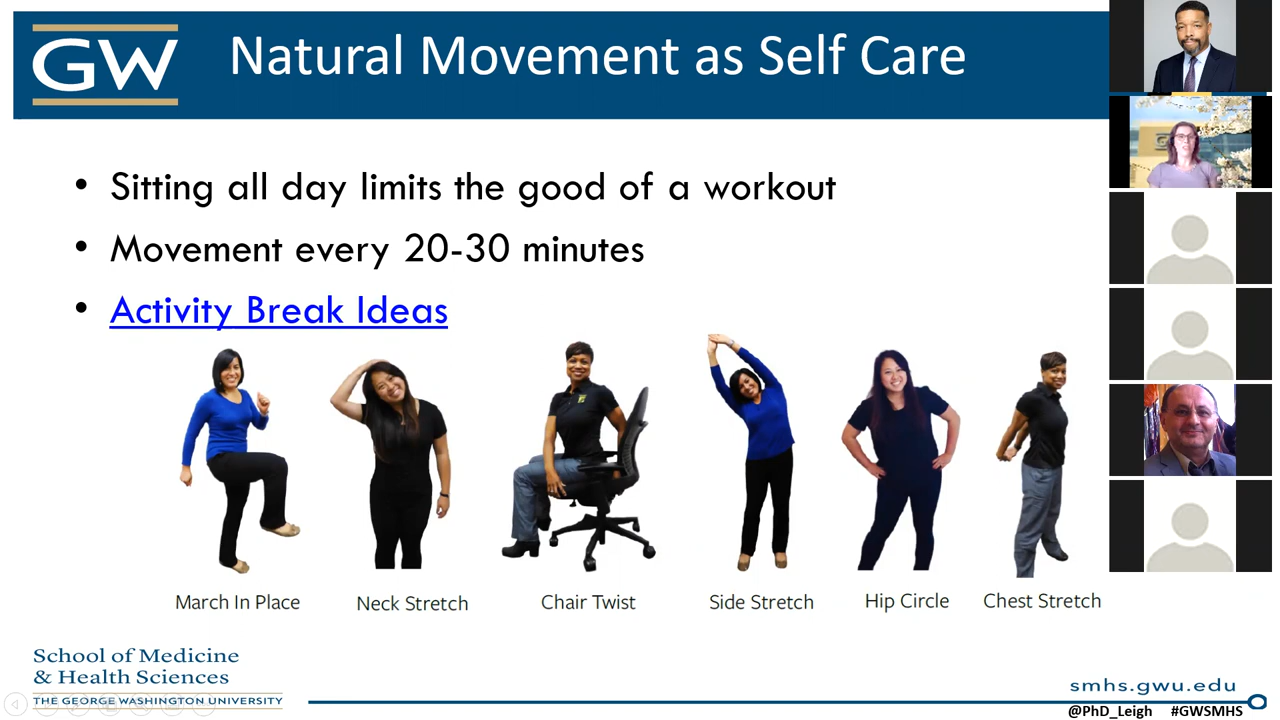 GW
Natural Movement as Self Care
• Sitting all day limits the good of a workout
• Movement every 20-30 minutes
• Activity Break Ideas
March In Place
Neck Stretch
Chair Twist
Side Stretch
Hip Circle
Chest Stretch
School of Medicine
& Health Sciences
THE GEORGE WASHINGTON UNIVERSITY
smhs.gwu.edu
@PhD_Leigh #GWSMHS